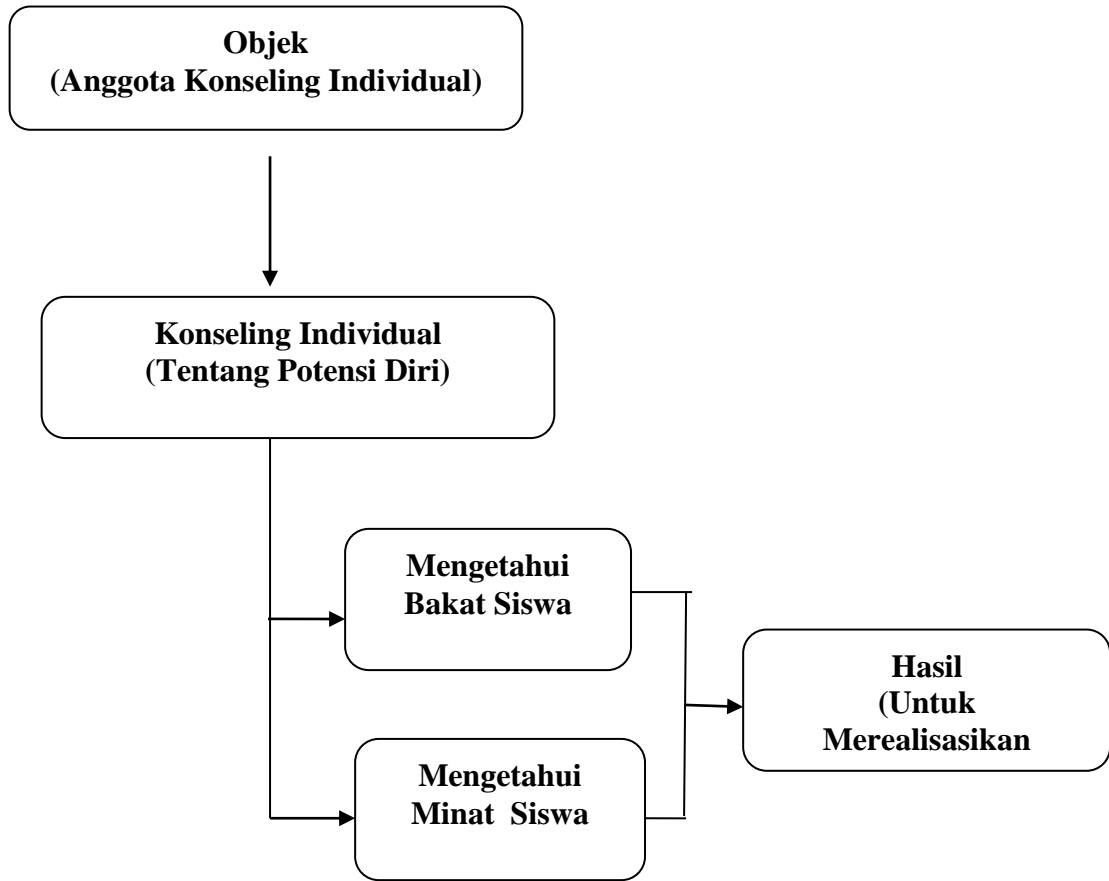 Objek
(Anggota Konseling Individual)
Konseling Individual
(Tentang Potensi Diri)
Mengetahui
Bakat Siswa
Mengetahui
Minat Siswa
Hasil
(Untuk
Merealisasikan